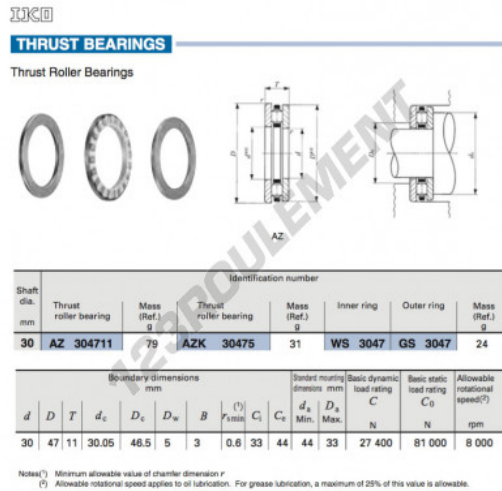 IKO
THRUST BEARINGS
Thrust Roller Bearings
T
r
r
D
d
d
AZ
123ROULEMENT
Identification number
Shaft dia. mm Thrust roller bearing Mass (Ref.) g Thrust roller bearing Mass (Ref.) g Inner ring Outer ring Mass (Ref.) g
30 AZ 304711 79 AZK 30475 31 WS 3047 GS 3047 24
Boundary dimensions mm Standard mounting dimensions mm Basic dynamic load rating C N Basic static load rating C0 N Allowable rotational speed(2) rpm
d D T dc Dc Dw B rs min(1) Ci Ce da Min. Da Max.
30 47 11 30.05 46.5 5 3 0.6 33 44 44 33 27 400 81 000 8 000
Notes(1) Minimum allowable value of chamfer dimension r
(2) Allowable rotational speed applies to oil lubrication. For grease lubrication, a maximum of 25% of this value is allowable.